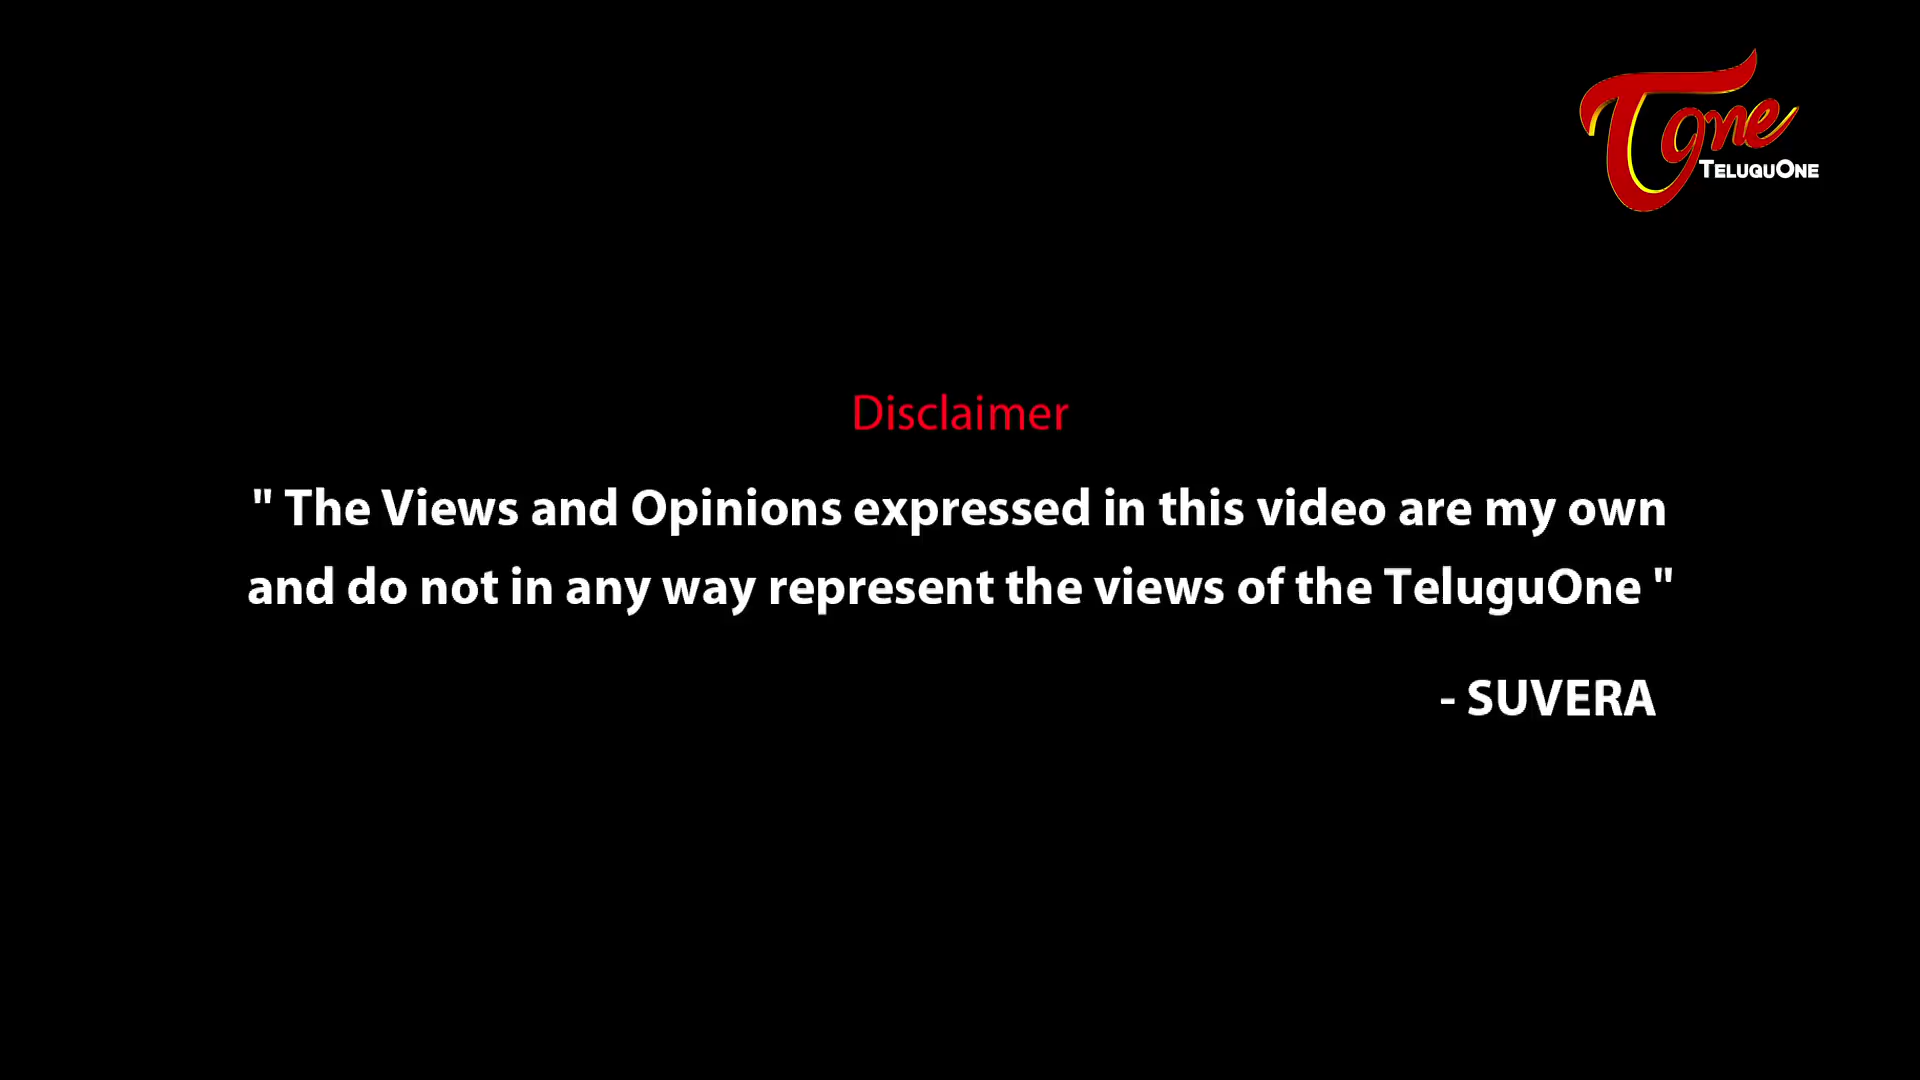 Tone
TELUGUONE
Disclaimer
" The Views and Opinions expressed in this video are my own
and do not in any way represent the views of the TeluguOne "
- SUVERA